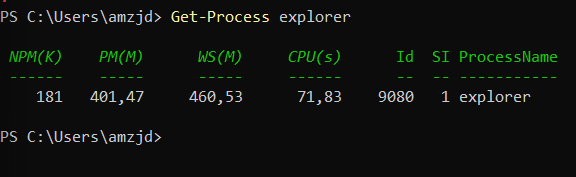 PS C:\Users\amzjd> Get-Process explorer
NPM(K) PM(M) WS(M) CPU(s) Id SI ProcessName
------ ----- ----- ------ -- -- -----------
181 401,47 460,53 71,83 9080 1 explorer
PS C:\Users\amzjd>